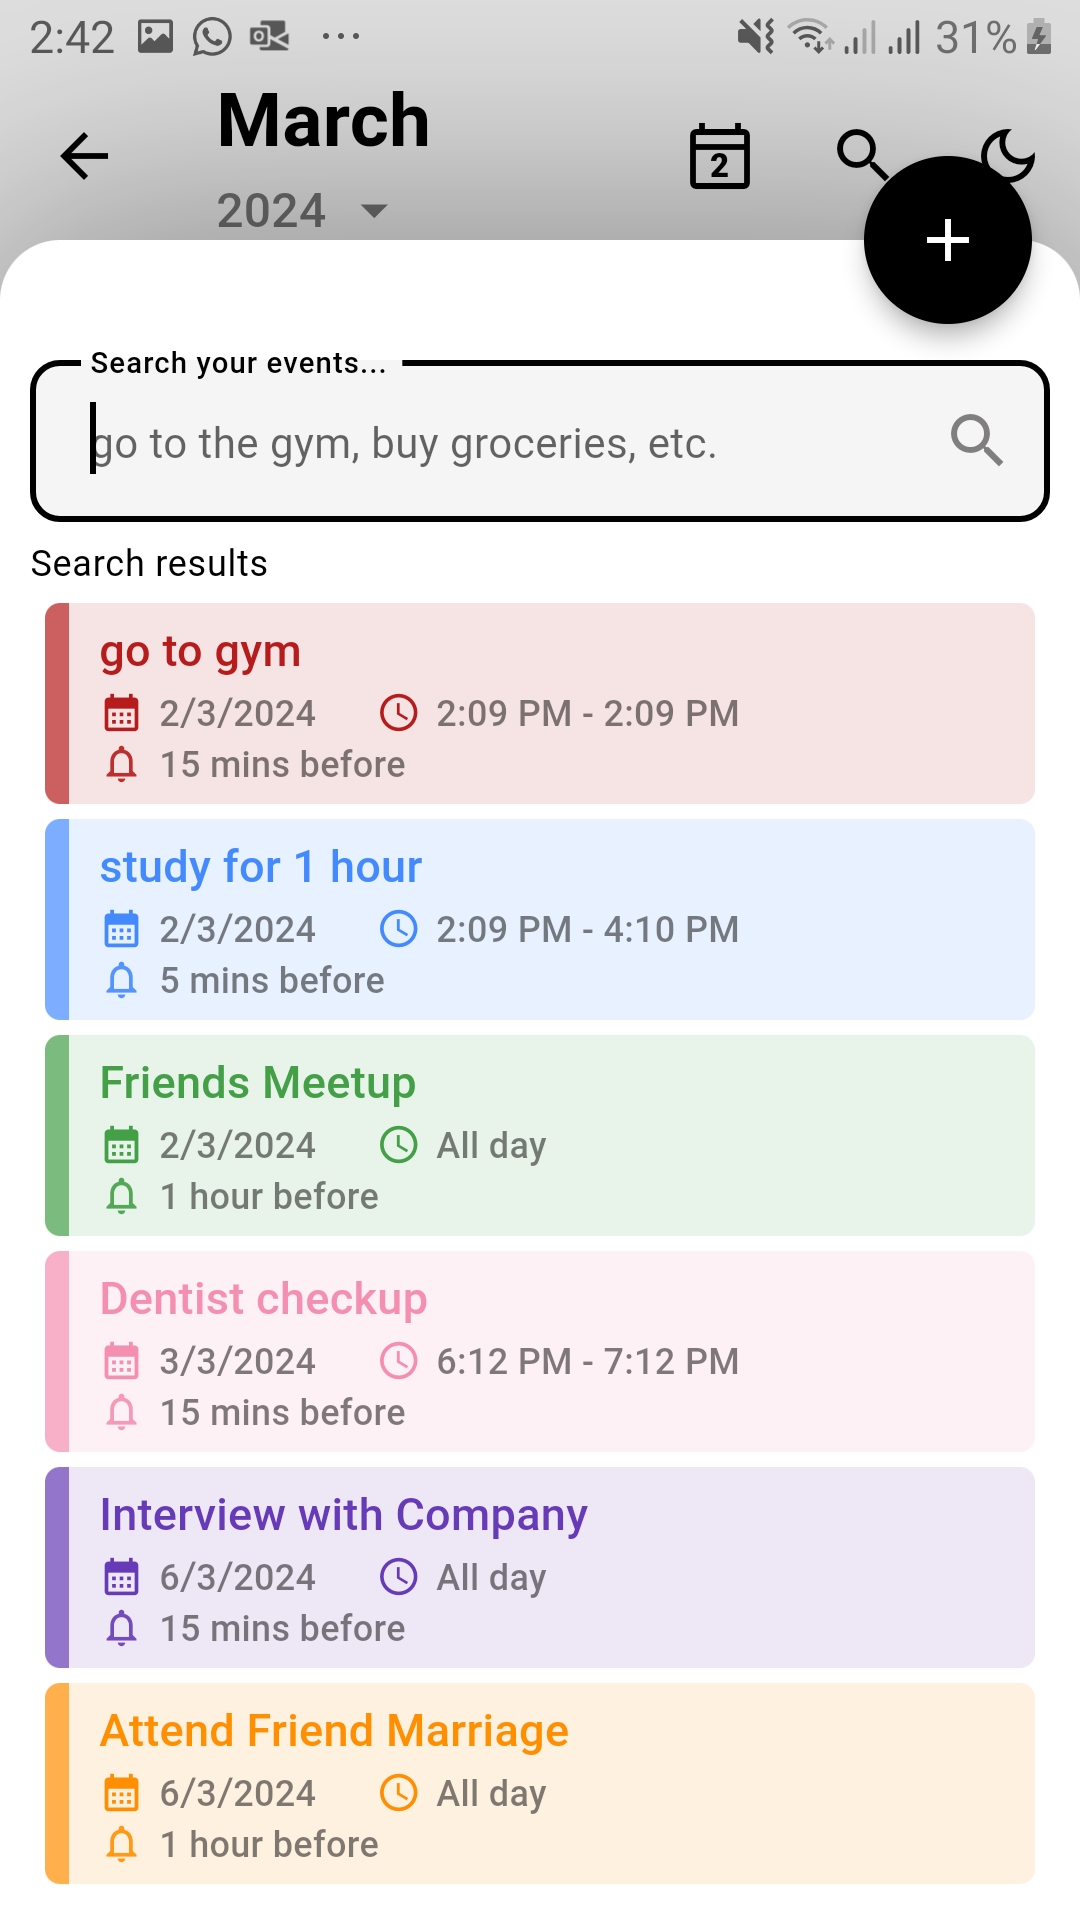 2:42
31%
March
2024
2
Search your events...
go to the gym, buy groceries, etc.
Search results
go to gym
2/3/2024 2:09 PM - 2:09 PM
15 mins before
study for 1 hour
2/3/2024 2:09 PM - 4:10 PM
5 mins before
Friends Meetup
2/3/2024 All day
1 hour before
Dentist checkup
3/3/2024 6:12 PM - 7:12 PM
15 mins before
Interview with Company
6/3/2024 All day
15 mins before
Attend Friend Marriage
6/3/2024 All day
1 hour before